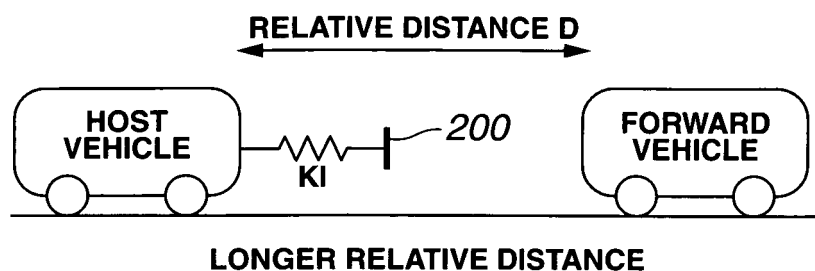 RELATIVE DISTANCE D
HOST
VEHICLE
200
KI
FORWARD
VEHICLE
LONGER RELATIVE DISTANCE